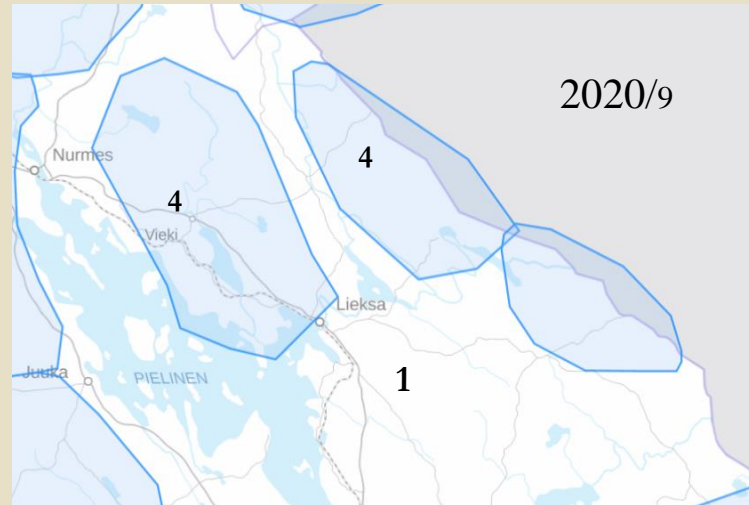 2020/9
4
Nurmes
4
Vieki
Lieksa
Juuka
PIELINEN
1